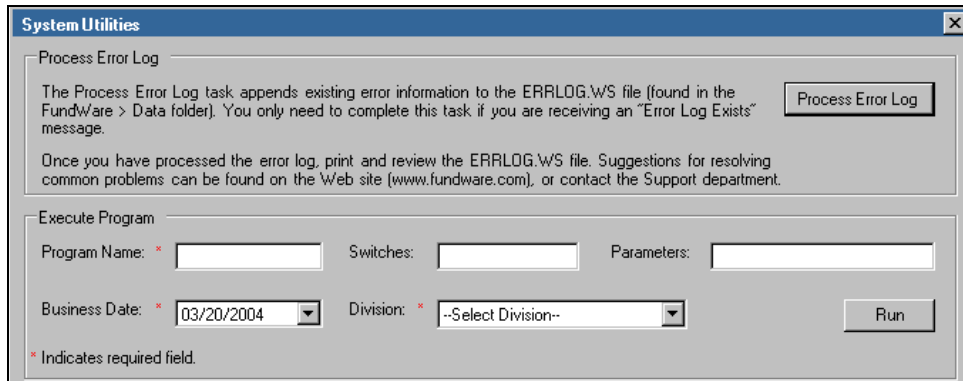 System Utilities
Process Error Log
The Process Error Log task appends existing error information to the ERRLOG.WS file (found in the
FundWare > Data folder). You only need to complete this task if you are receiving an "Error Log Exists"
message.
Process Error Log
Once you have processed the error log, print and review the ERRLOG.WS file. Suggestions for resolving
common problems can be found on the Web site (www.fundware.com), or contact the Support department.
Execute Program
Program Name: * Switches: Parameters:
Business Date: * 03/20/2004 Division: * --Select Division-- Run
* Indicates required field.